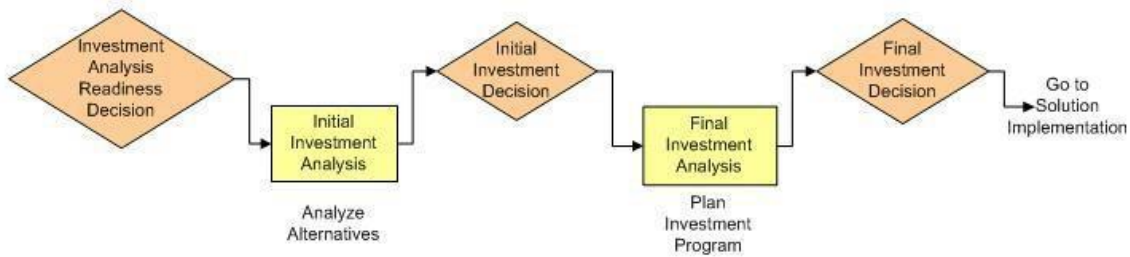 Investment
Analysis
Readiness
Decision
Initial
Investment
Analysis
Analyze
Alternatives
Initial
Investment
Decision
Final
Investment
Analysis
Plan
Investment
Program
Final
Investment
Decision
Go to
Solution
Implementation